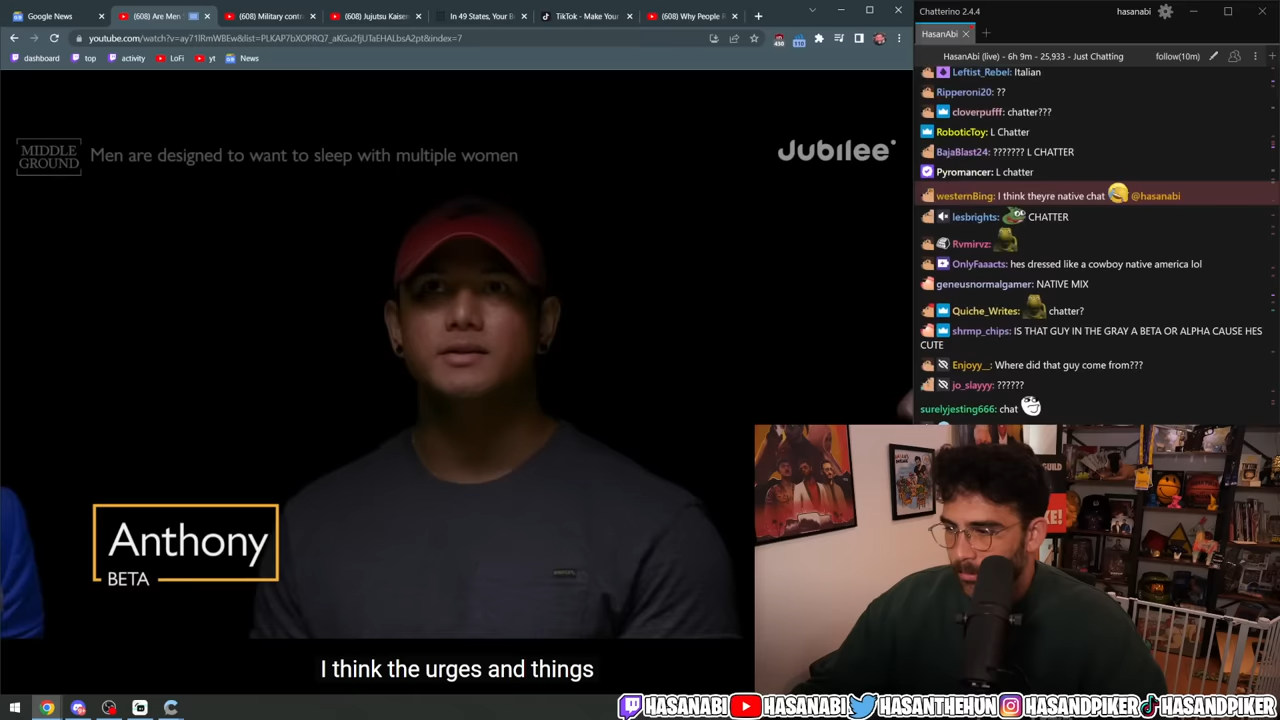 Google News
(608) Are Men
(608) Military contr
(608) Jujutsu Kaisen
In 49 States, Your B
TikTok - Make Your
(608) Why People
youtube.com/watch?v=ay71lRmWBEw&list=PLKAP7bXOPRQ7_aKGu2fjUTaEHALbsA2pt&index=7
dashboard
top
activity
LoFi
yt
News
MIDDLE
GROUND
Men are designed to want to sleep with multiple women
Jubilee
Anthony
BETA
I think the urges and things
Chatterino 2.4.4
hasanabi
HasanAbi
HasanAbi (live) - 6h 9m - 25,933 - Just Chatting
follow(10m)
Leftist_Rebel: Italian
Ripperoni20: ??
cloverpufff: chatter???
RoboticToy: L Chatter
BajaBlast24: ??????? L CHATTER
Pyromancer: L chatter
westernBing: I think theyre native chat @hasanabi
lesbrights: CHATTER
Rvmirvz:
OnlyFaaacts: hes dressed like a cowboy native america lol
geneusnormalgamer: NATIVE MIX
Quiche_Writes: chatter?
shrmp_chips: IS THAT GUY IN THE GRAY A BETA OR ALPHA CAUSE HES
CUTE
Enjoyy__: Where did that guy come from???
jo_slayyy: ??????
surelyjesting666: chat
HASANABI
HASANABI
HASANTHEHUN
HASANDPIKER
HASANDPIKER